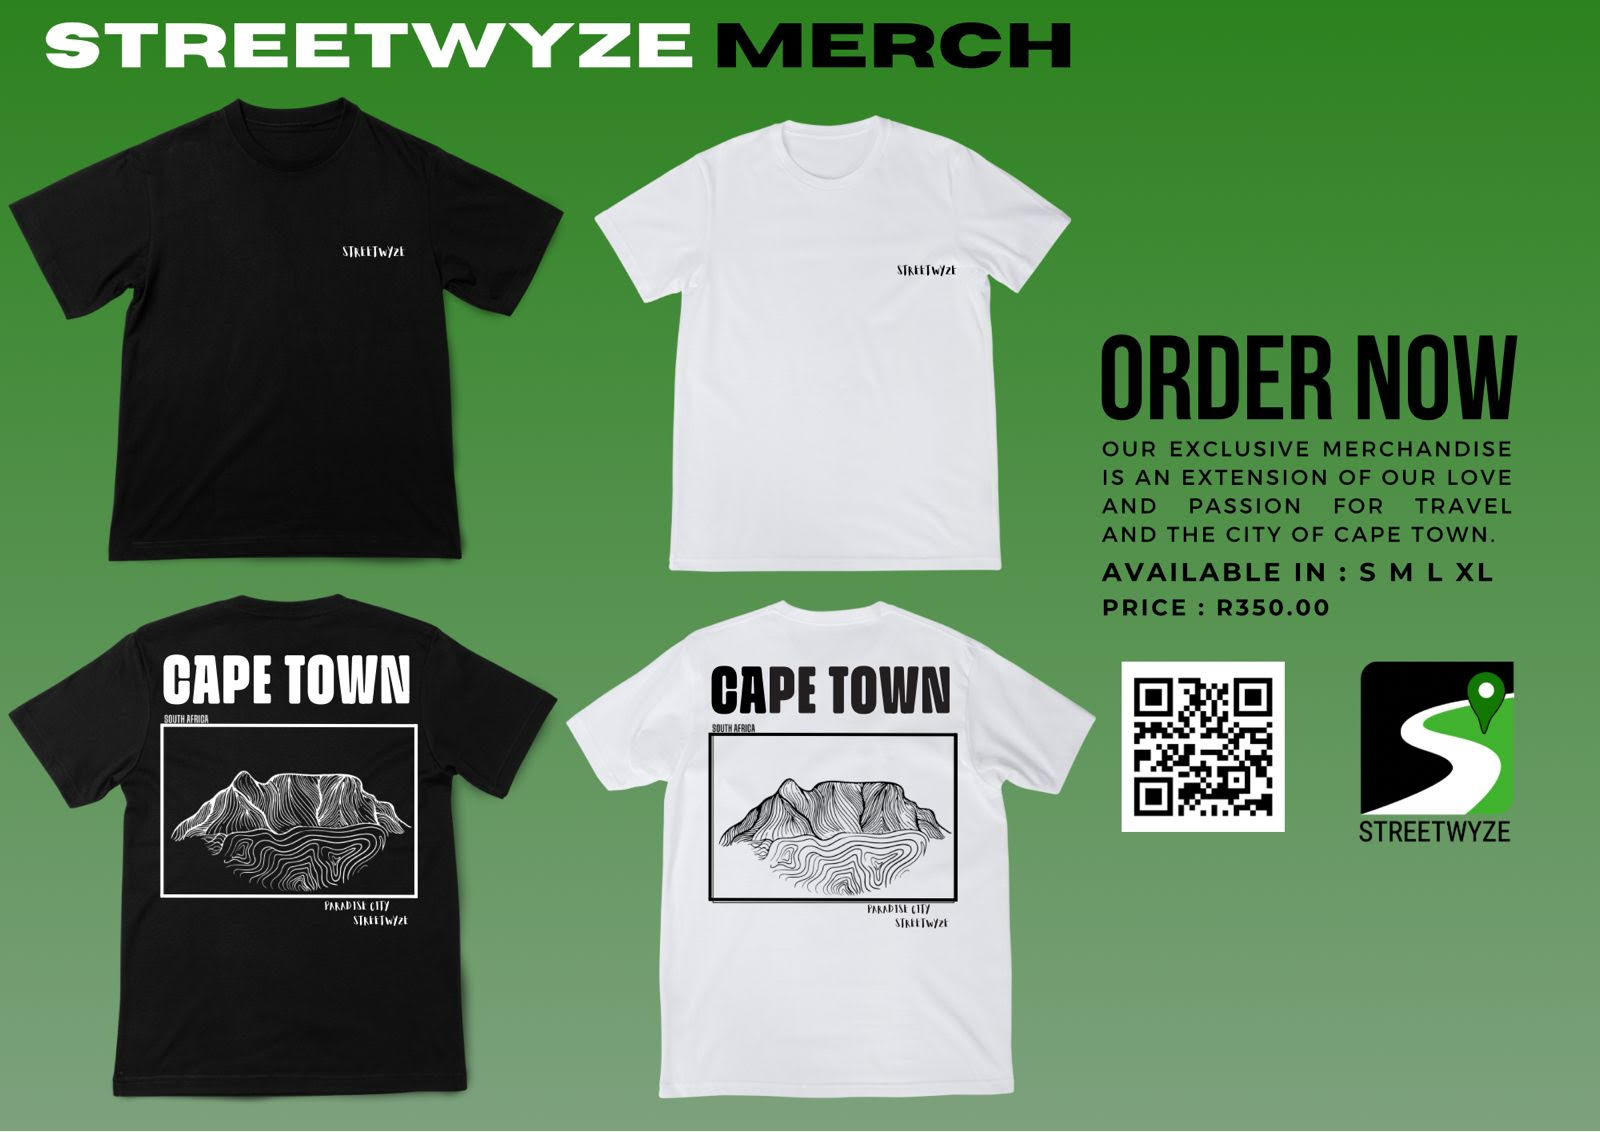 STREETWYZE MERCH
STREETWYZE
STREETWYZE
ORDER NOW
OUR EXCLUSIVE MERCHANDISE
IS AN EXTENSION OF OUR LOVE
AND PASSION FOR TRAVEL
AND THE CITY OF CAPE TOWN.
AVAILABLE IN : S M L XL
PRICE : R350.00
CAPE TOWN
SOUTH AFRICA
PARADISE CITY
STREETWYZE
CAPE TOWN
SOUTH AFRICA
PARADISE CITY
STREETWYZE
STREETWYZE